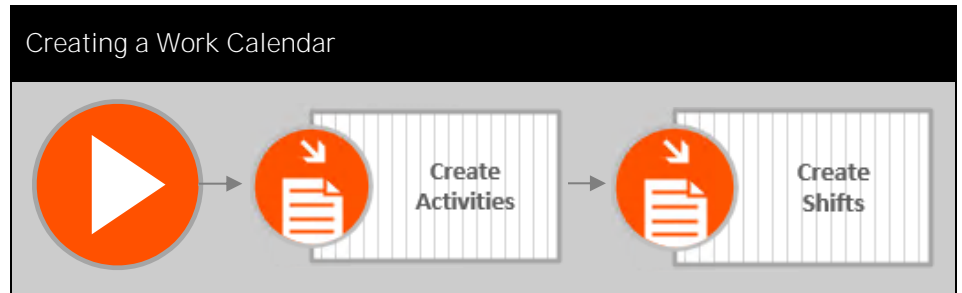 Creating a Work Calendar
Create
Activities
Create
Shifts